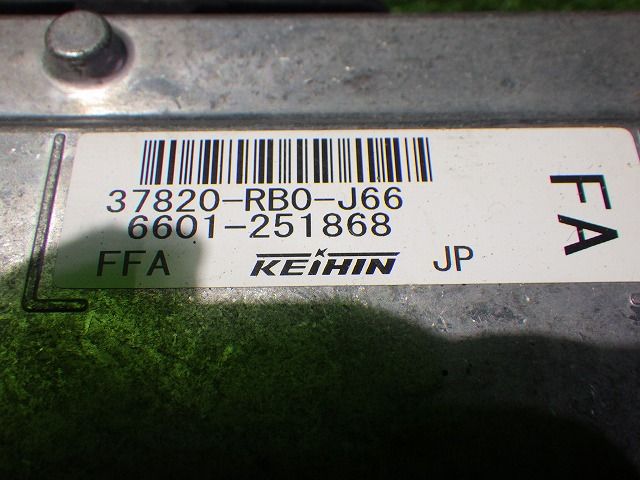 37820-RB0-J66
6601-251868
FFA KEIHIN JP
FA